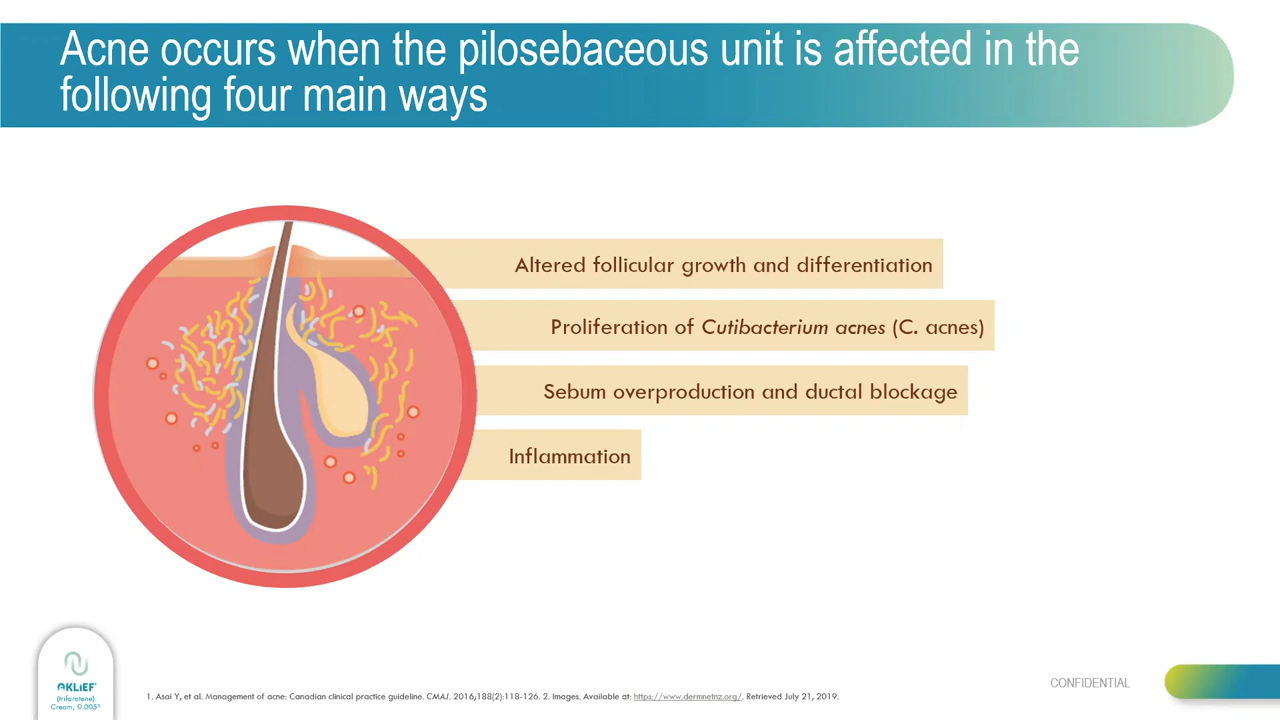 Acne occurs when the pilosebaceous unit is affected in the
following four main ways
Altered follicular growth and differentiation
Proliferation of Cutibacterium acnes (C. acnes)
Sebum overproduction and ductal blockage
Inflammation
AKLIEF®
(trifarotene)
Cream, 0.005%
1. Asai Y, et al. Management of acne: Canadian clinical practice guideline. CMAJ. 2016;188(2):118-126. 2. Images. Available at: https://www.dermnetnz.org/. Retrieved July 21, 2019.
CONFIDENTIAL